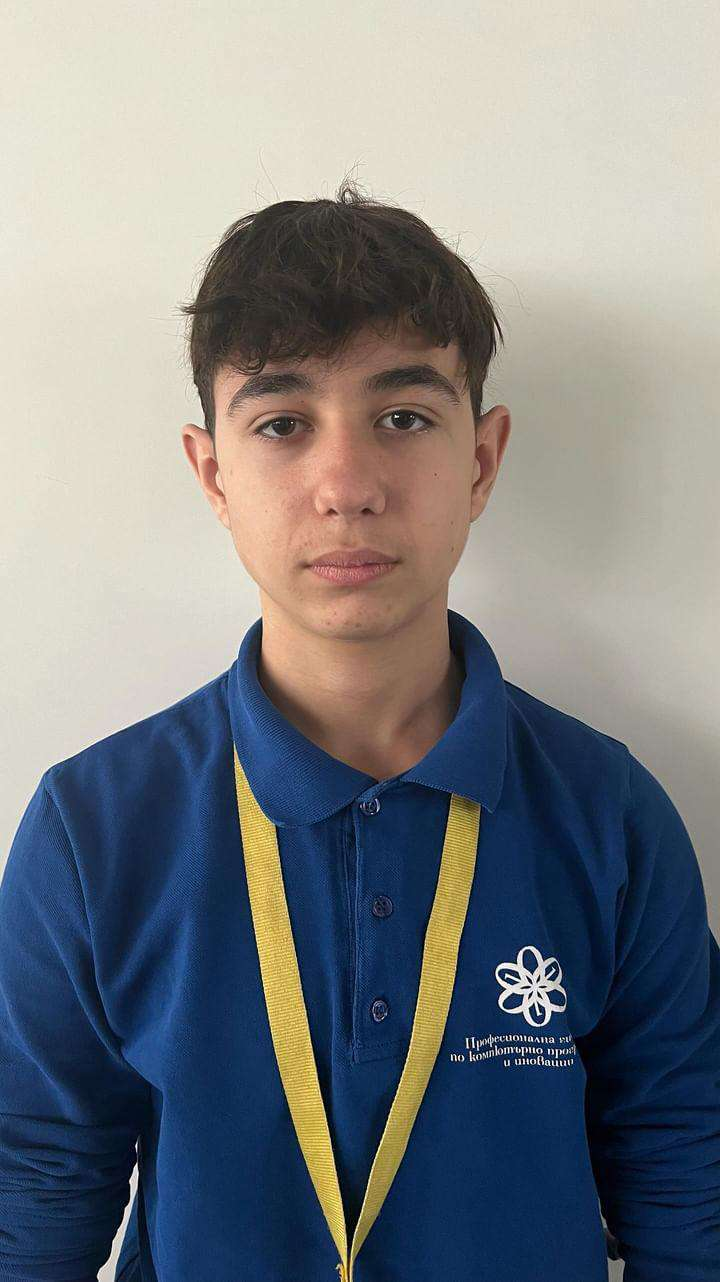 Професионална
по компютърно
и иновации